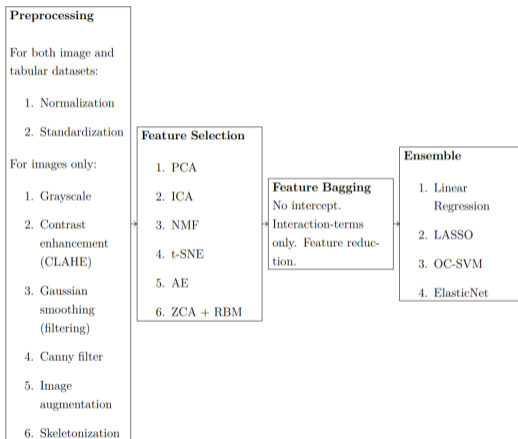 Preprocessing
For both image and
tabular datasets:
1. Normalization
2. Standardization
For images only:
1. Grayscale
2. Contrast
enhancement
(CLAHE)
3. Gaussian
smoothing
(filtering)
4. Canny filter
5. Image
augmentation
6. Skeletonization
Feature Selection
1. PCA
2. ICA
3. NMF
4. t-SNE
5. AE
6. ZCA + RBM
Feature Bagging
No intercept.
Interaction-terms
only. Feature reduc-
tion.
Ensemble
1. Linear
Regression
2. LASSO
3. OC-SVM
4. ElasticNet